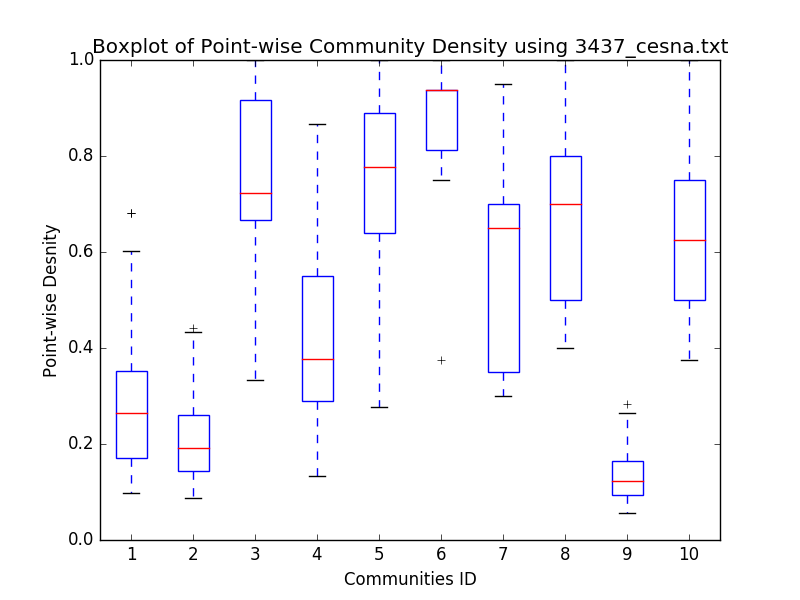 Boxplot of Point-wise Community Density using 3437_cesna.txt
1.0
0.8
0.6
0.4
0.2
0.0
Point-wise Desnity
1 2 3 4 5 6 7 8 9 10
Communities ID